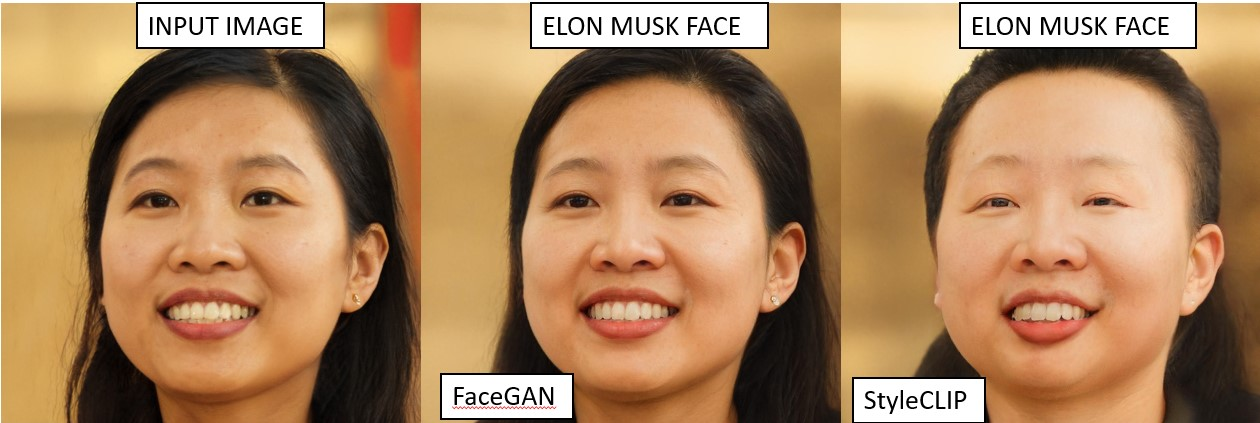 INPUT IMAGE
ELON MUSK FACE
ELON MUSK FACE
FaceGAN
StyleCLIP